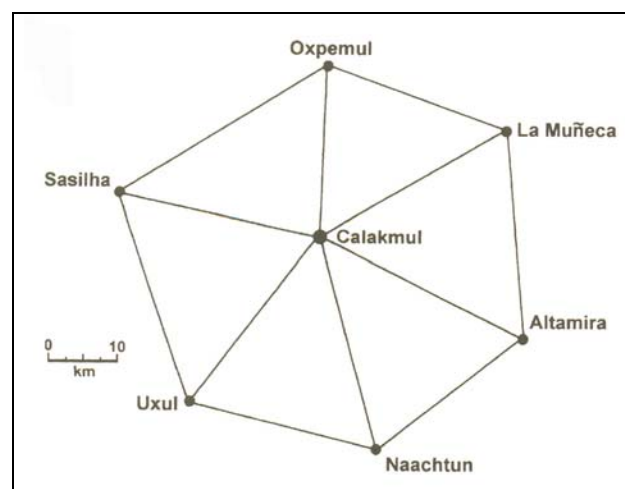 Oxpemul
La Muñeca
Sasilha
Calakmul
Altamira
0 10
km
Uxul
Naachtun